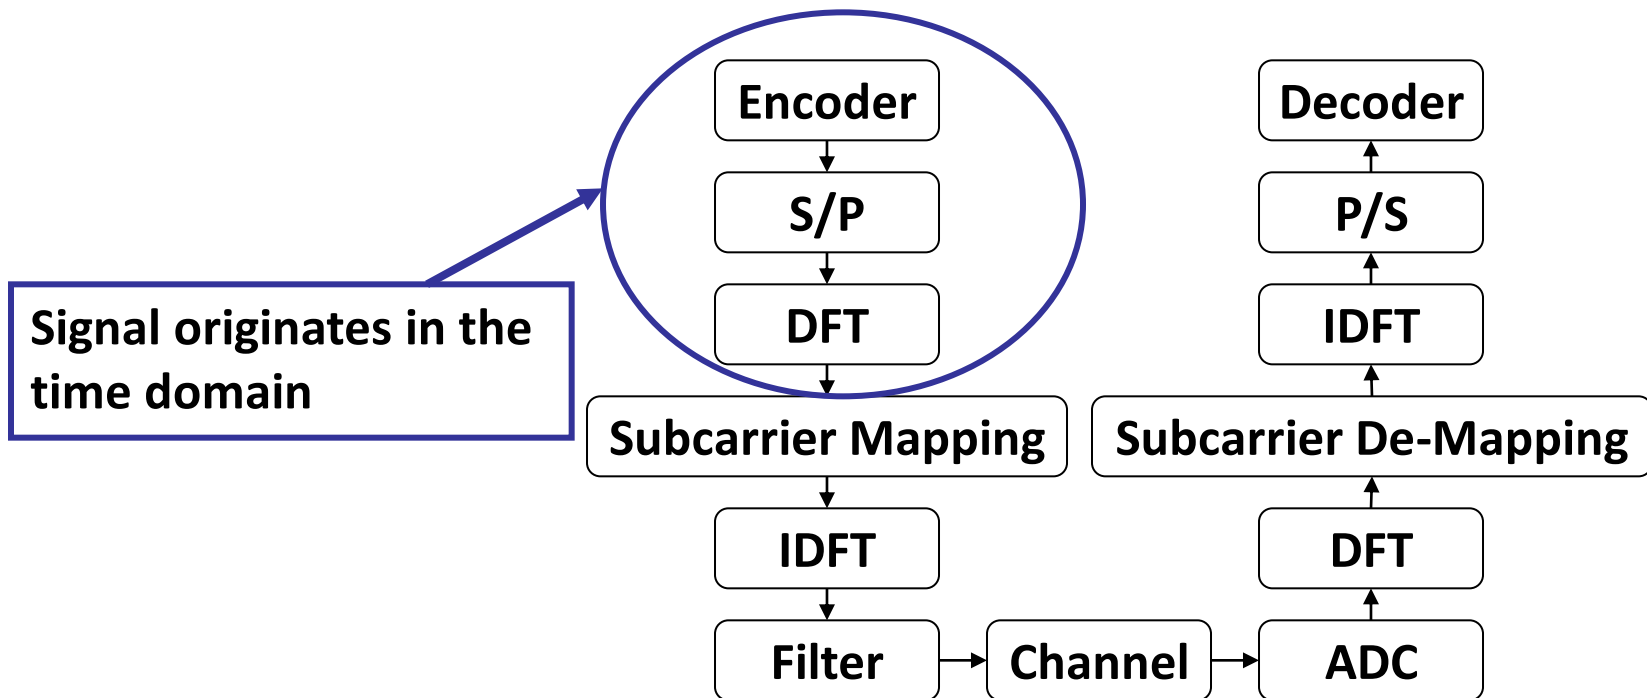 Signal originates in the
time domain
Encoder
S/P
DFT
Subcarrier Mapping
IDFT
Filter
Channel
ADC
DFT
Subcarrier De-Mapping
IDFT
P/S
Decoder